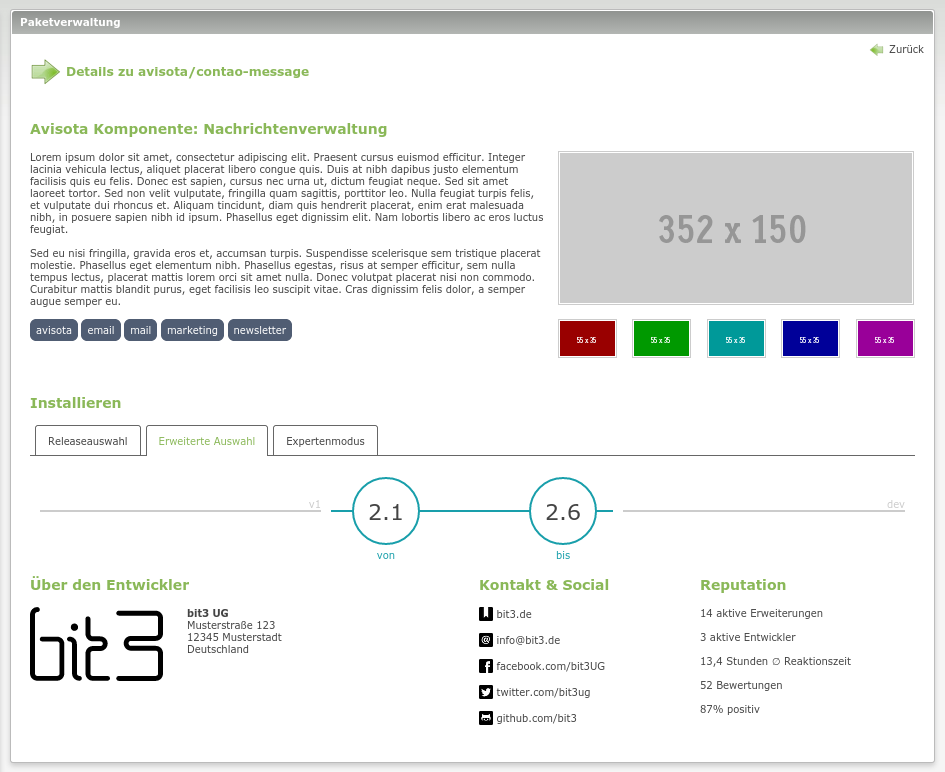 Paketverwaltung
Zurück
Details zu avisota/contao-message
Avisota Komponente: Nachrichtenverwaltung
Lorem ipsum dolor sit amet, consectetur adipiscing elit. Praesent cursus euismod efficitur. Integer
lacinia vehicula lectus, aliquet placerat libero congue quis. Duis at nibh dapibus justo elementum
facilisis quis eu felis. Donec est sapien, cursus nec urna ut, dictum feugiat neque. Sed sit amet
laoreet tortor. Sed non velit vulputate, fringilla quam sagittis, porttitor leo. Nulla feugiat turpis felis,
et vulputate dui rhoncus et. Aliquam tincidunt, diam quis hendrerit placerat, enim erat malesuada
nibh, in posuere sapien nibh id ipsum. Phasellus eget dignissim elit. Nam lobortis libero ac eros luctus
feugiat.
Sed eu nisi fringilla, gravida eros et, accumsan turpis. Suspendisse scelerisque sem tristique placerat
molestie. Phasellus eget elementum nibh. Phasellus egestas, risus at semper efficitur, sem nulla
tempus lectus, placerat mattis lorem orci sit amet nulla. Donec volutpat placerat nisi non commodo.
Curabitur mattis blandit purus, eget facilisis leo suscipit vitae. Cras dignissim felis dolor, a semper
augue semper eu.
352 x 150
avisota email mail marketing newsletter
55 x 35 55 x 35 55 x 35 55 x 35 55 x 35
Installieren
Releaseauswahl Erweiterte Auswahl Expertenmodus
v1 2.1 2.6 dev
von bis
Über den Entwickler
bit3
bit3 UG
Musterstraße 123
12345 Musterstadt
Deutschland
Kontakt & Social
bit3.de
info@bit3.de
facebook.com/bit3UG
twitter.com/bit3ug
github.com/bit3
Reputation
14 aktive Erweiterungen
3 aktive Entwickler
13,4 Stunden ∅ Reaktionszeit
52 Bewertungen
87% positiv